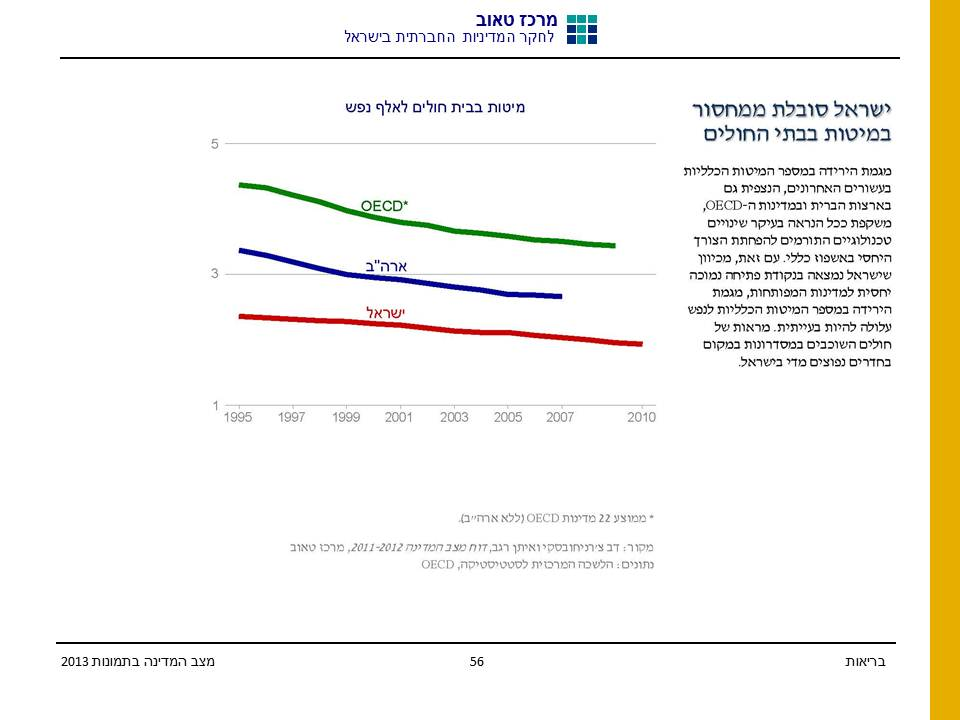 מרכז טאוב
לחקר המדיניות החברתית בישראל
ישראל סובלת ממחסור
במיטות בבתי החולים
מגמת הירידה במספר המיטות הכלליות
בעשורים האחרונים, הנצפית גם
בארצות הברית ובמדינות ה-OECD,
משקפת ככל הנראה בעיקר שינויים
טכנולוגיים התורמים להפחתת הצורך
היחסי באשפוז כללי. עם זאת, מכיוון
שישראל נמצאה בנקודת פתיחה נמוכה
יחסית למדינות המפותחות, מגמת
הירידה במספר המיטות הכלליות לנפש
עלולה להיות בעייתית. מראות של
חולים השוכבים במסדרונות במקום
בחדרים נפוצים מדי בישראל.
מיטות בבית חולים לאלף נפש
5
OECD*
3
ארה"ב
ישראל
1
1995 1997 1999 2001 2003 2005 2007 2010
* ממוצע 22 מדינות OECD (ללא ארה״ב).
מקור: דב צ׳רניחובסקי ואיתן רגב, דוח מצב המדינה 2011-2012, מרכז טאוב
נתונים: הלשכה המרכזית לסטטיסטיקה, OECD
בריאות
56
מצב המדינה בתמונות 2013